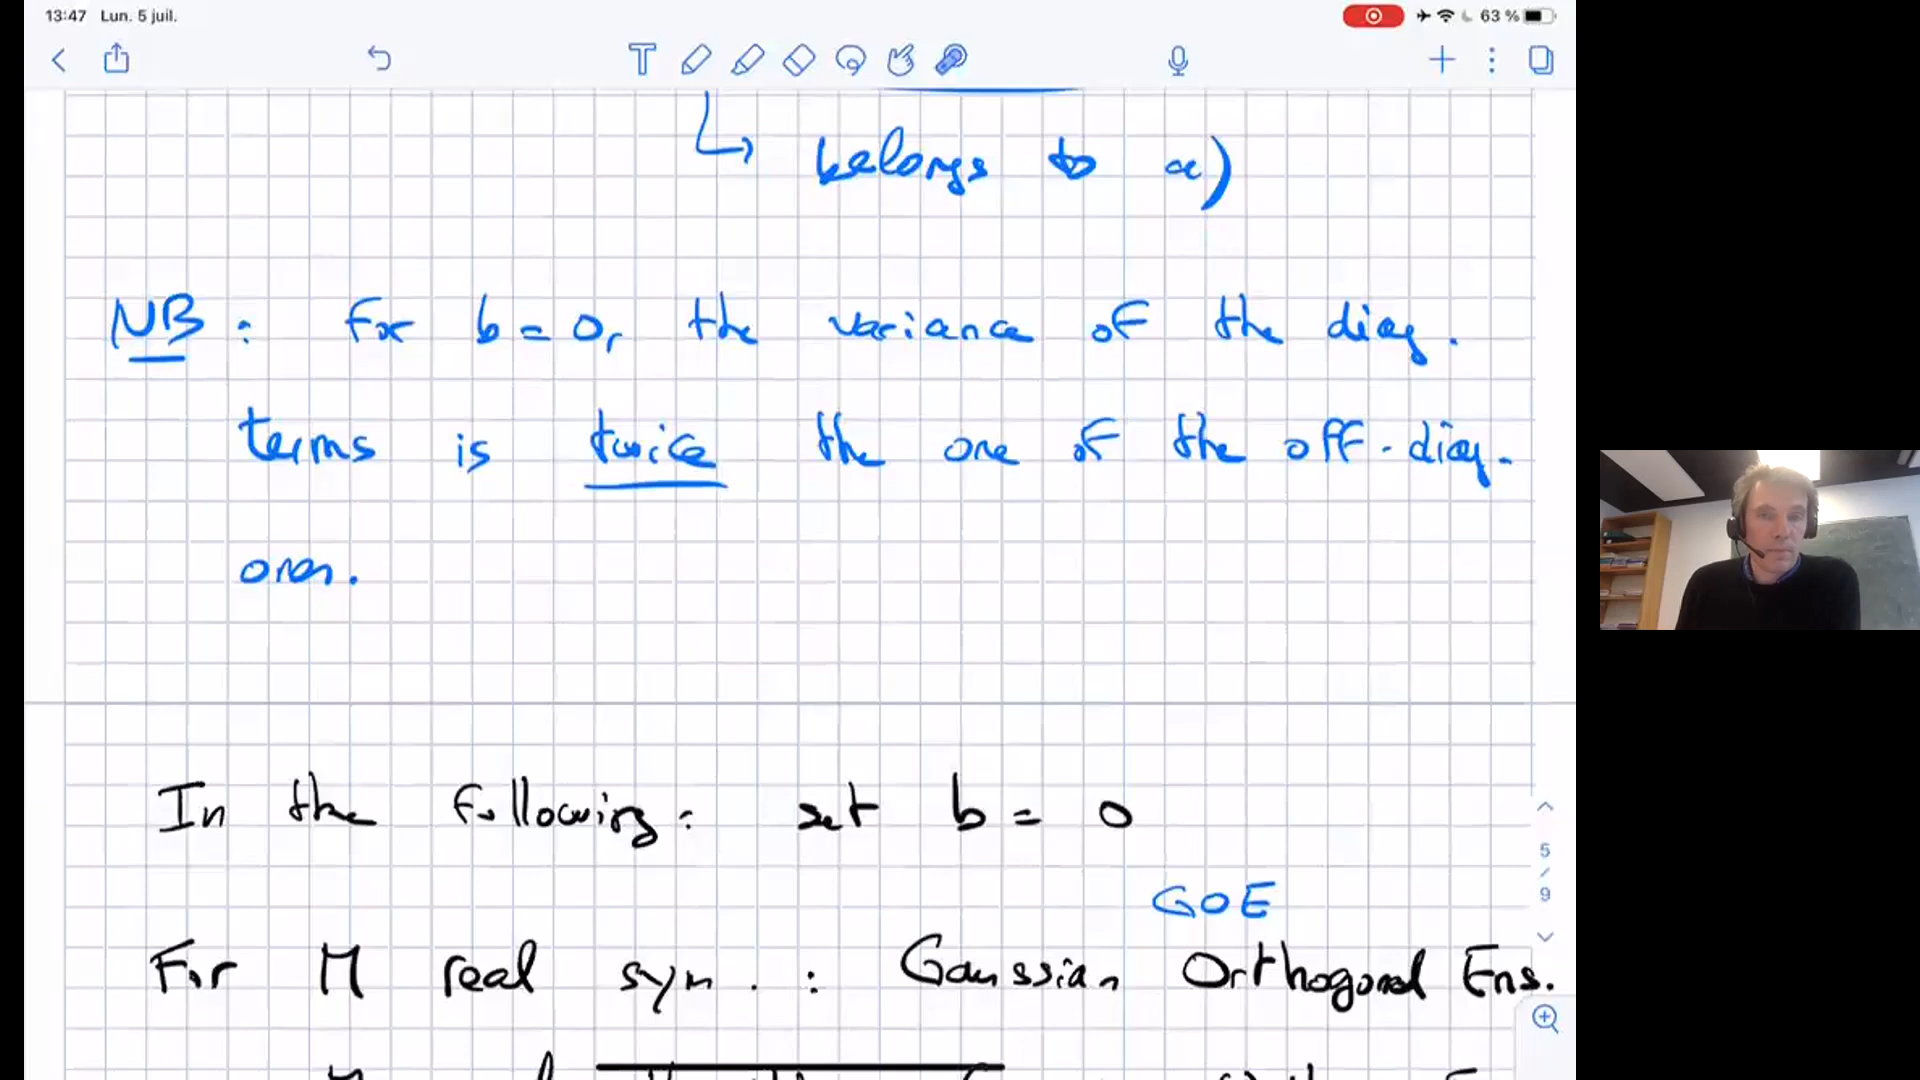 13:47 Lun. 5 juil.
63 %
T
belongs to a)
NB : For b = 0, the variance of the diag.
terms is twice the one of the off-diag.
ones.
In the following : set b = 0
5
/
9
GOE
For M real sym. : Gaussian Orthogonal Ens.